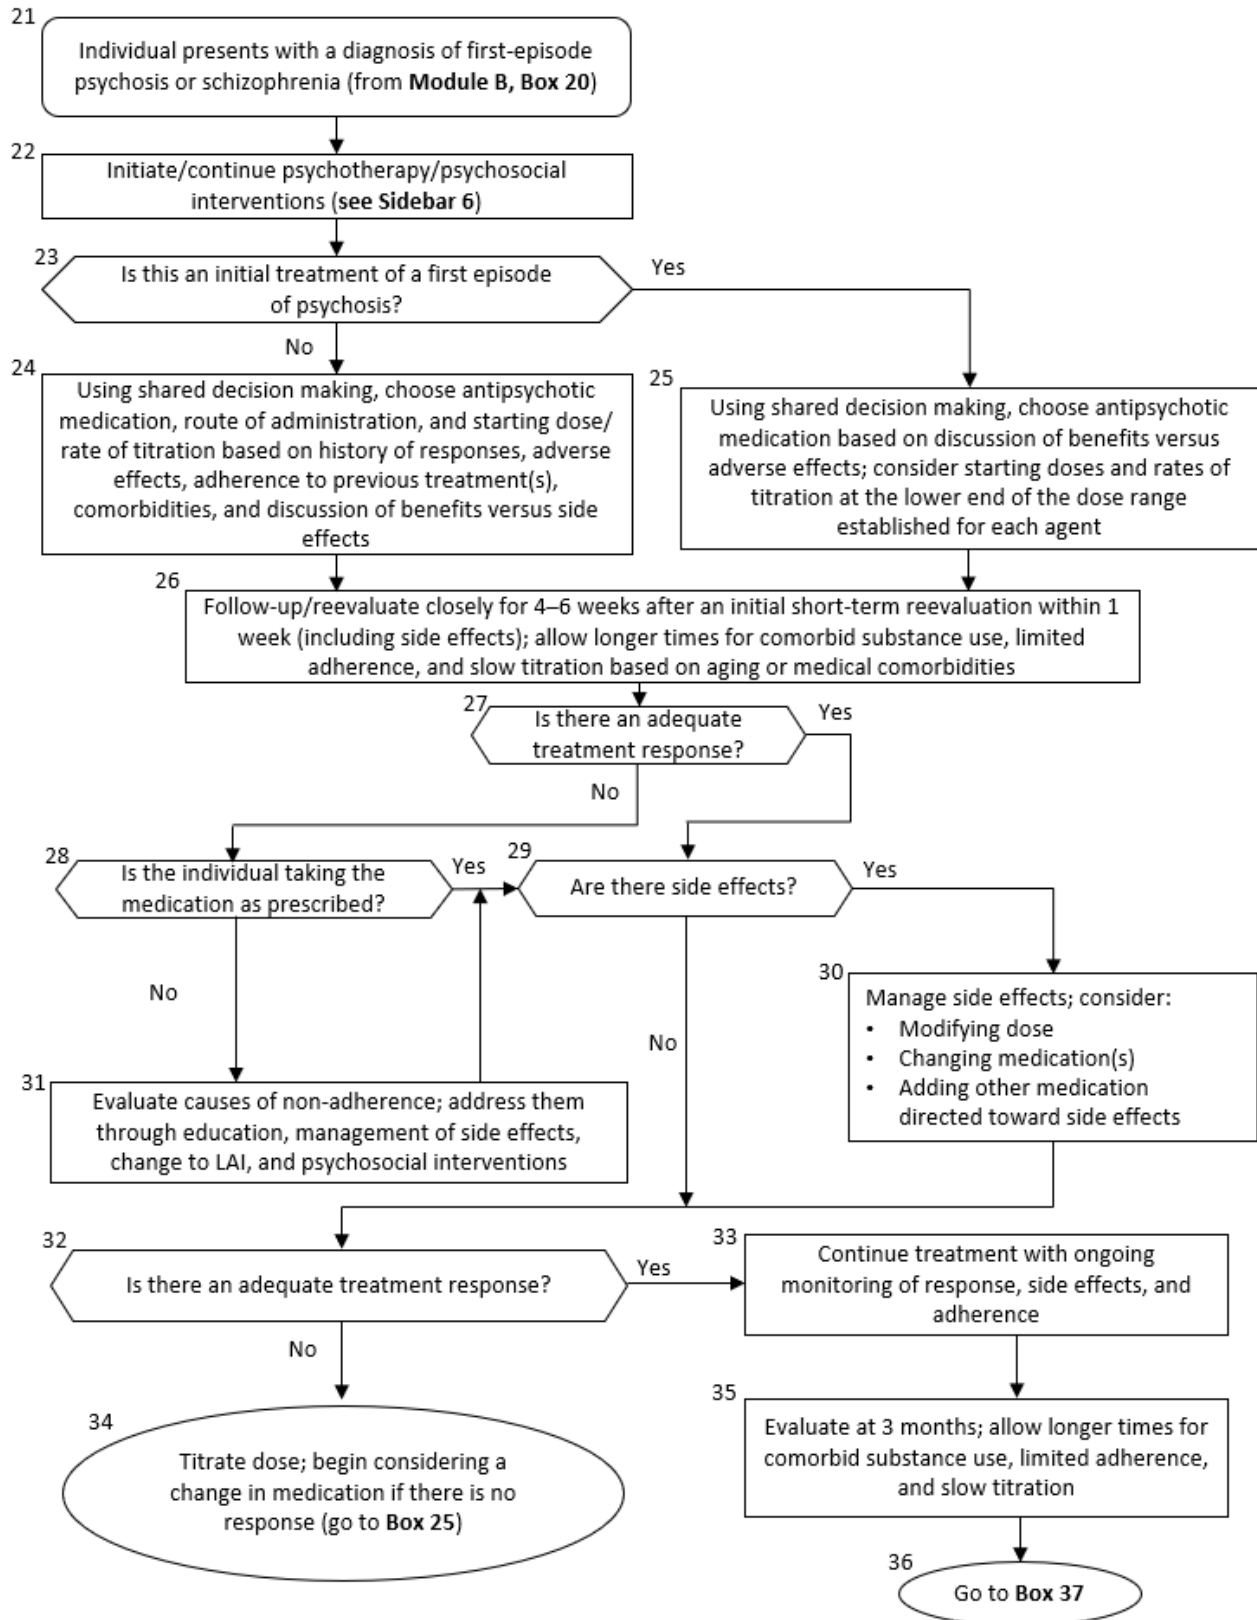 21
Individual presents with a diagnosis of first-episode
psychosis or schizophrenia (from Module B, Box 20)
22
Initiate/continue psychotherapy/psychosocial
interventions (see Sidebar 6)
23
Is this an initial treatment of a first episode
of psychosis?
Yes
No
24
Using shared decision making, choose antipsychotic
medication, route of administration, and starting dose/
rate of titration based on history of responses, adverse
effects, adherence to previous treatment(s),
comorbidities, and discussion of benefits versus side
effects
25
Using shared decision making, choose antipsychotic
medication based on discussion of benefits versus
adverse effects; consider starting doses and rates of
titration at the lower end of the dose range
established for each agent
26
Follow-up/reevaluate closely for 4–6 weeks after an initial short-term reevaluation within 1
week (including side effects); allow longer times for comorbid substance use, limited
adherence, and slow titration based on aging or medical comorbidities
27
Is there an adequate
treatment response?
Yes
No
28
Is the individual taking the
medication as prescribed?
Yes
29
Are there side effects?
Yes
No
No
30
Manage side effects; consider:
• Modifying dose
• Changing medication(s)
• Adding other medication
directed toward side effects
31
Evaluate causes of non-adherence; address them
through education, management of side effects,
change to LAI, and psychosocial interventions
32
Is there an adequate treatment response?
Yes
No
33
Continue treatment with ongoing
monitoring of response, side effects, and
adherence
34
Titrate dose; begin considering a
change in medication if there is no
response (go to Box 25)
35
Evaluate at 3 months; allow longer times for
comorbid substance use, limited adherence,
and slow titration
36
Go to Box 37